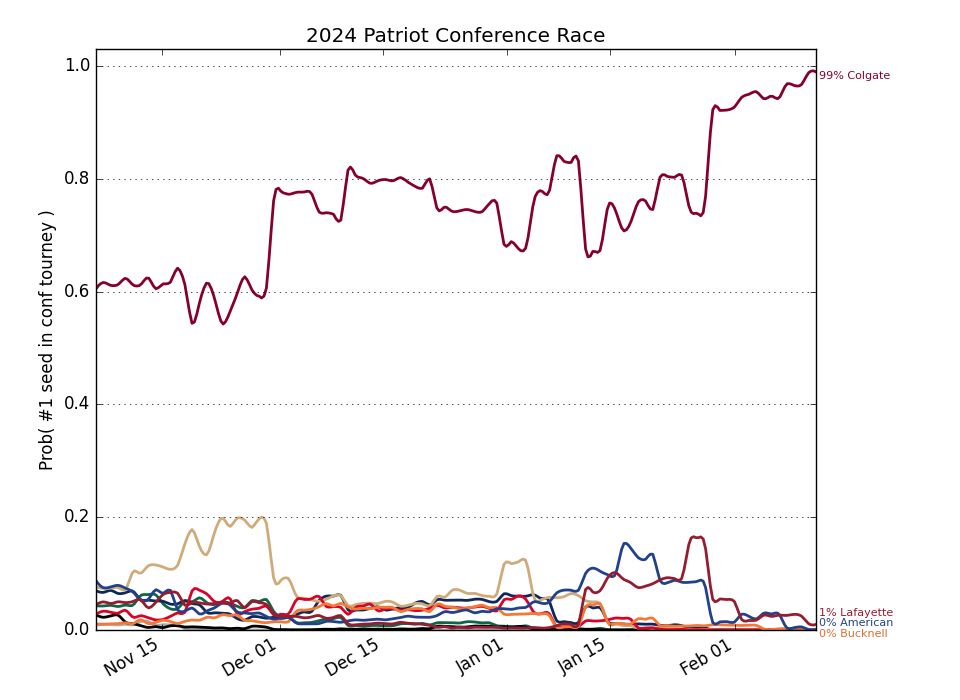 2024 Patriot Conference Race
Prob( #1 seed in conf tourney )
1.0
0.8
0.6
0.4
0.2
0.0
99% Colgate
1% Lafayette
0% American
0% Bucknell
Nov 15
Dec 01
Dec 15
Jan 01
Jan 15
Feb 01